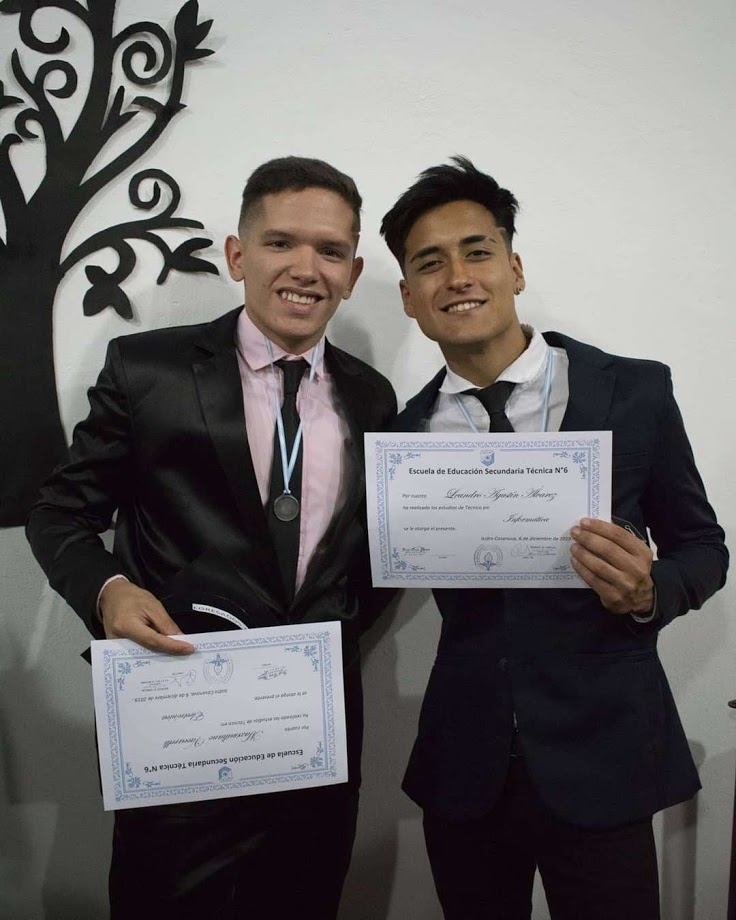 Escuela de Educación Secundaria Técnica N°6
Por cuanto Leandro Agustín Alvarez
ha realizado los estudios de Técnico en Informática
se le otorga el presente.
Isidro Casanova, 6 de diciembre de 2019
Escuela de Educación Secundaria Técnica N°6
Por cuanto Maximiliano
ha realizado los estudios de Técnico en
se le otorga el presente.
Isidro Casanova, 6 de diciembre de 2019